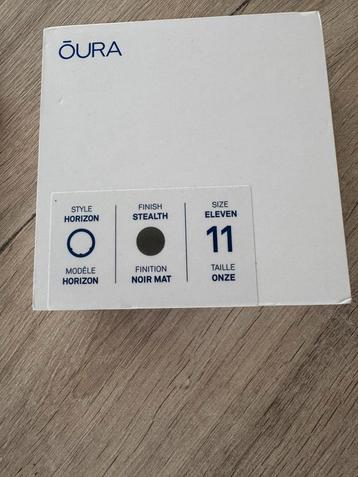 ŌURA
STYLE
HORIZON
MODÈLE
HORIZON
FINISH
STEALTH
FINITION
NOIR MAT
SIZE
ELEVEN
11
TAILLE
ONZE